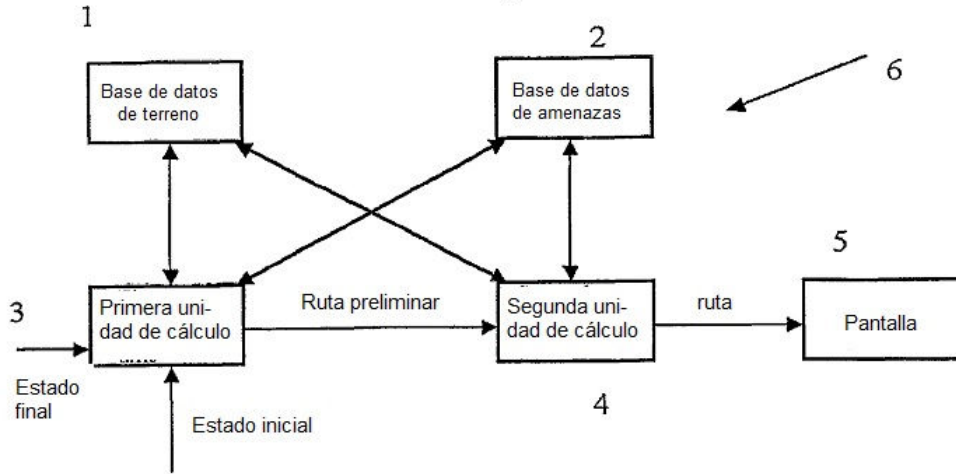 1
2
6
Base de datos
de terreno
Base de datos
de amenazas
5
3
Primera uni-
dad de cálculo
Ruta preliminar
Segunda uni-
dad de cálculo
ruta
Pantalla
Estado
final
4
Estado inicial